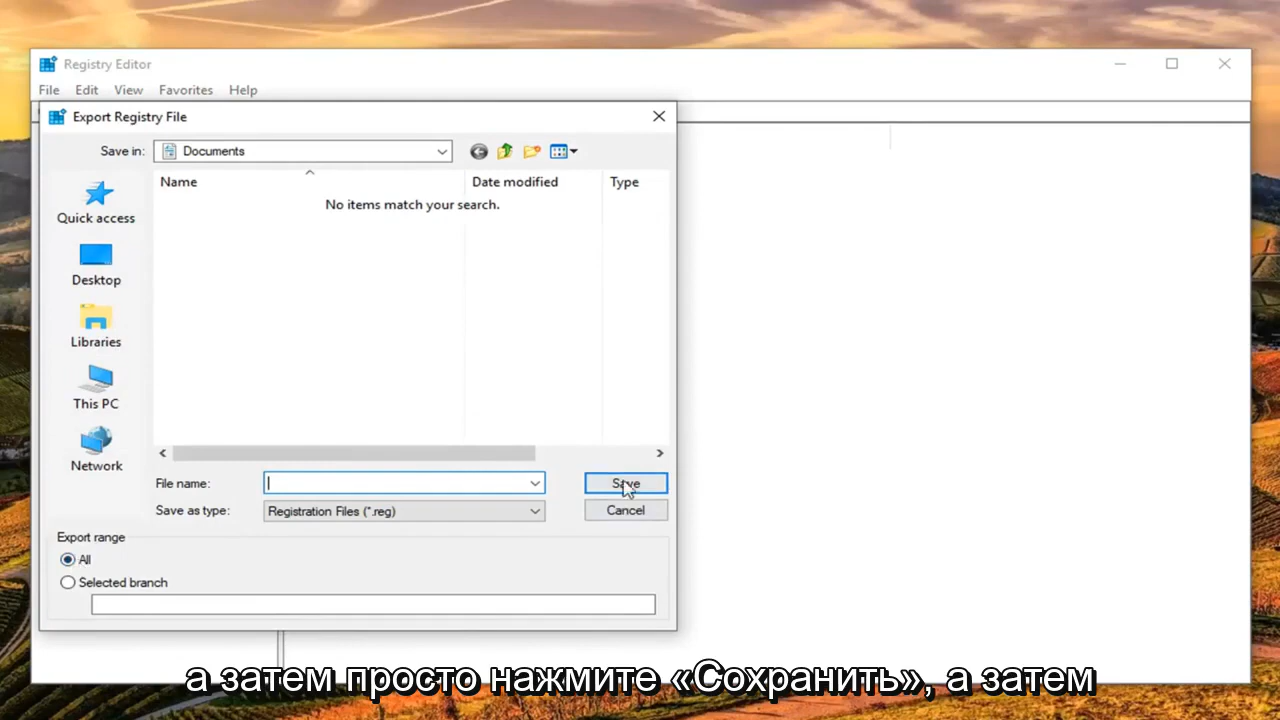 Registry Editor
File Edit View Favorites Help
Export Registry File
Save in: Documents
Name Date modified Type
No items match your search.
Quick access
Desktop
Libraries
This PC
Network
File name: Save
Save as type: Registration Files (*.reg) Cancel
Export range
All
Selected branch
а затем просто нажмите «Сохранить», а затем